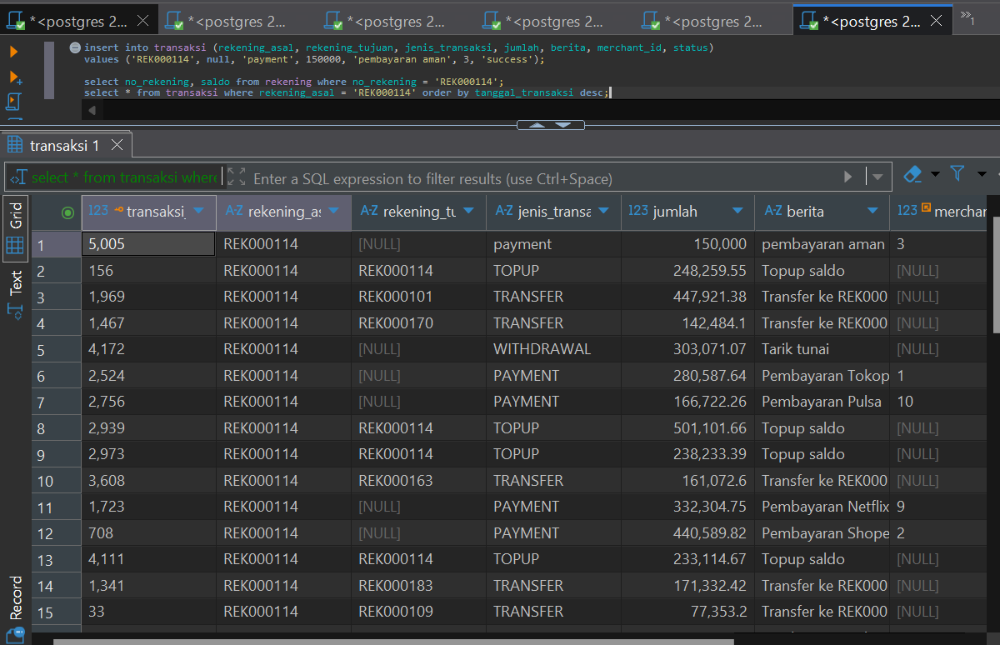 *<postgres 2... *<postgres 2... *<postgres 2... *<postgres 2... *<postgres 2... *<postgres 2... »1
insert into transaksi (rekening_asal, rekening_tujuan, jenis_transaksi, jumlah, berita, merchant_id, status)
values ('REK000114', null, 'payment', 150000, 'pembayaran aman', 3, 'success');
select no_rekening, saldo from rekening where no_rekening = 'REK000114';
select * from transaksi where rekening_asal = 'REK000114' order by tanggal_transaksi desc;
transaksi 1
select * from transaksi where Enter a SQL expression to filter results (use Ctrl+Space)
Grid
Text
Record
123 transaksi_ A-Z rekening_as A-Z rekening_tu A-Z jenis_transa 123 jumlah A-Z berita 123 merchan
1 5,005 REK000114 [NULL] payment 150,000 pembayaran aman 3
2 156 REK000114 REK000114 TOPUP 248,259.55 Topup saldo [NULL]
3 1,969 REK000114 REK000101 TRANSFER 447,921.38 Transfer ke REK000 [NULL]
4 1,467 REK000114 REK000170 TRANSFER 142,484.1 Transfer ke REK000 [NULL]
5 4,172 REK000114 [NULL] WITHDRAWAL 303,071.07 Tarik tunai [NULL]
6 2,524 REK000114 [NULL] PAYMENT 280,587.64 Pembayaran Tokop 1
7 2,756 REK000114 [NULL] PAYMENT 166,722.26 Pembayaran Pulsa 10
8 2,939 REK000114 REK000114 TOPUP 501,101.66 Topup saldo [NULL]
9 2,973 REK000114 REK000114 TOPUP 238,233.39 Topup saldo [NULL]
10 3,608 REK000114 REK000163 TRANSFER 161,072.6 Transfer ke REK000 [NULL]
11 1,723 REK000114 [NULL] PAYMENT 332,304.75 Pembayaran Netflix 9
12 708 REK000114 [NULL] PAYMENT 440,589.82 Pembayaran Shope 2
13 4,111 REK000114 REK000114 TOPUP 233,114.67 Topup saldo [NULL]
14 1,341 REK000114 REK000183 TRANSFER 171,332.42 Transfer ke REK000 [NULL]
15 33 REK000114 REK000109 TRANSFER 77,353.2 Transfer ke REK000 [NULL]